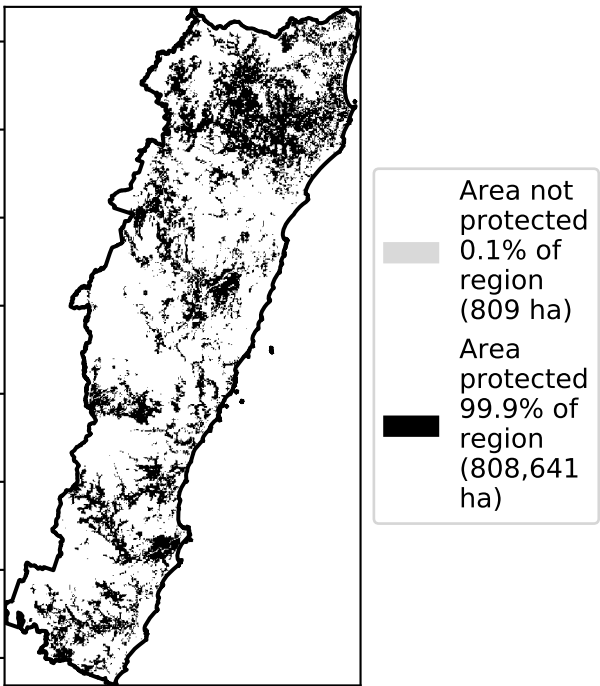 Area not
protected
0.1% of
region
(809 ha)
Area
protected
99.9% of
region
(808,641
ha)